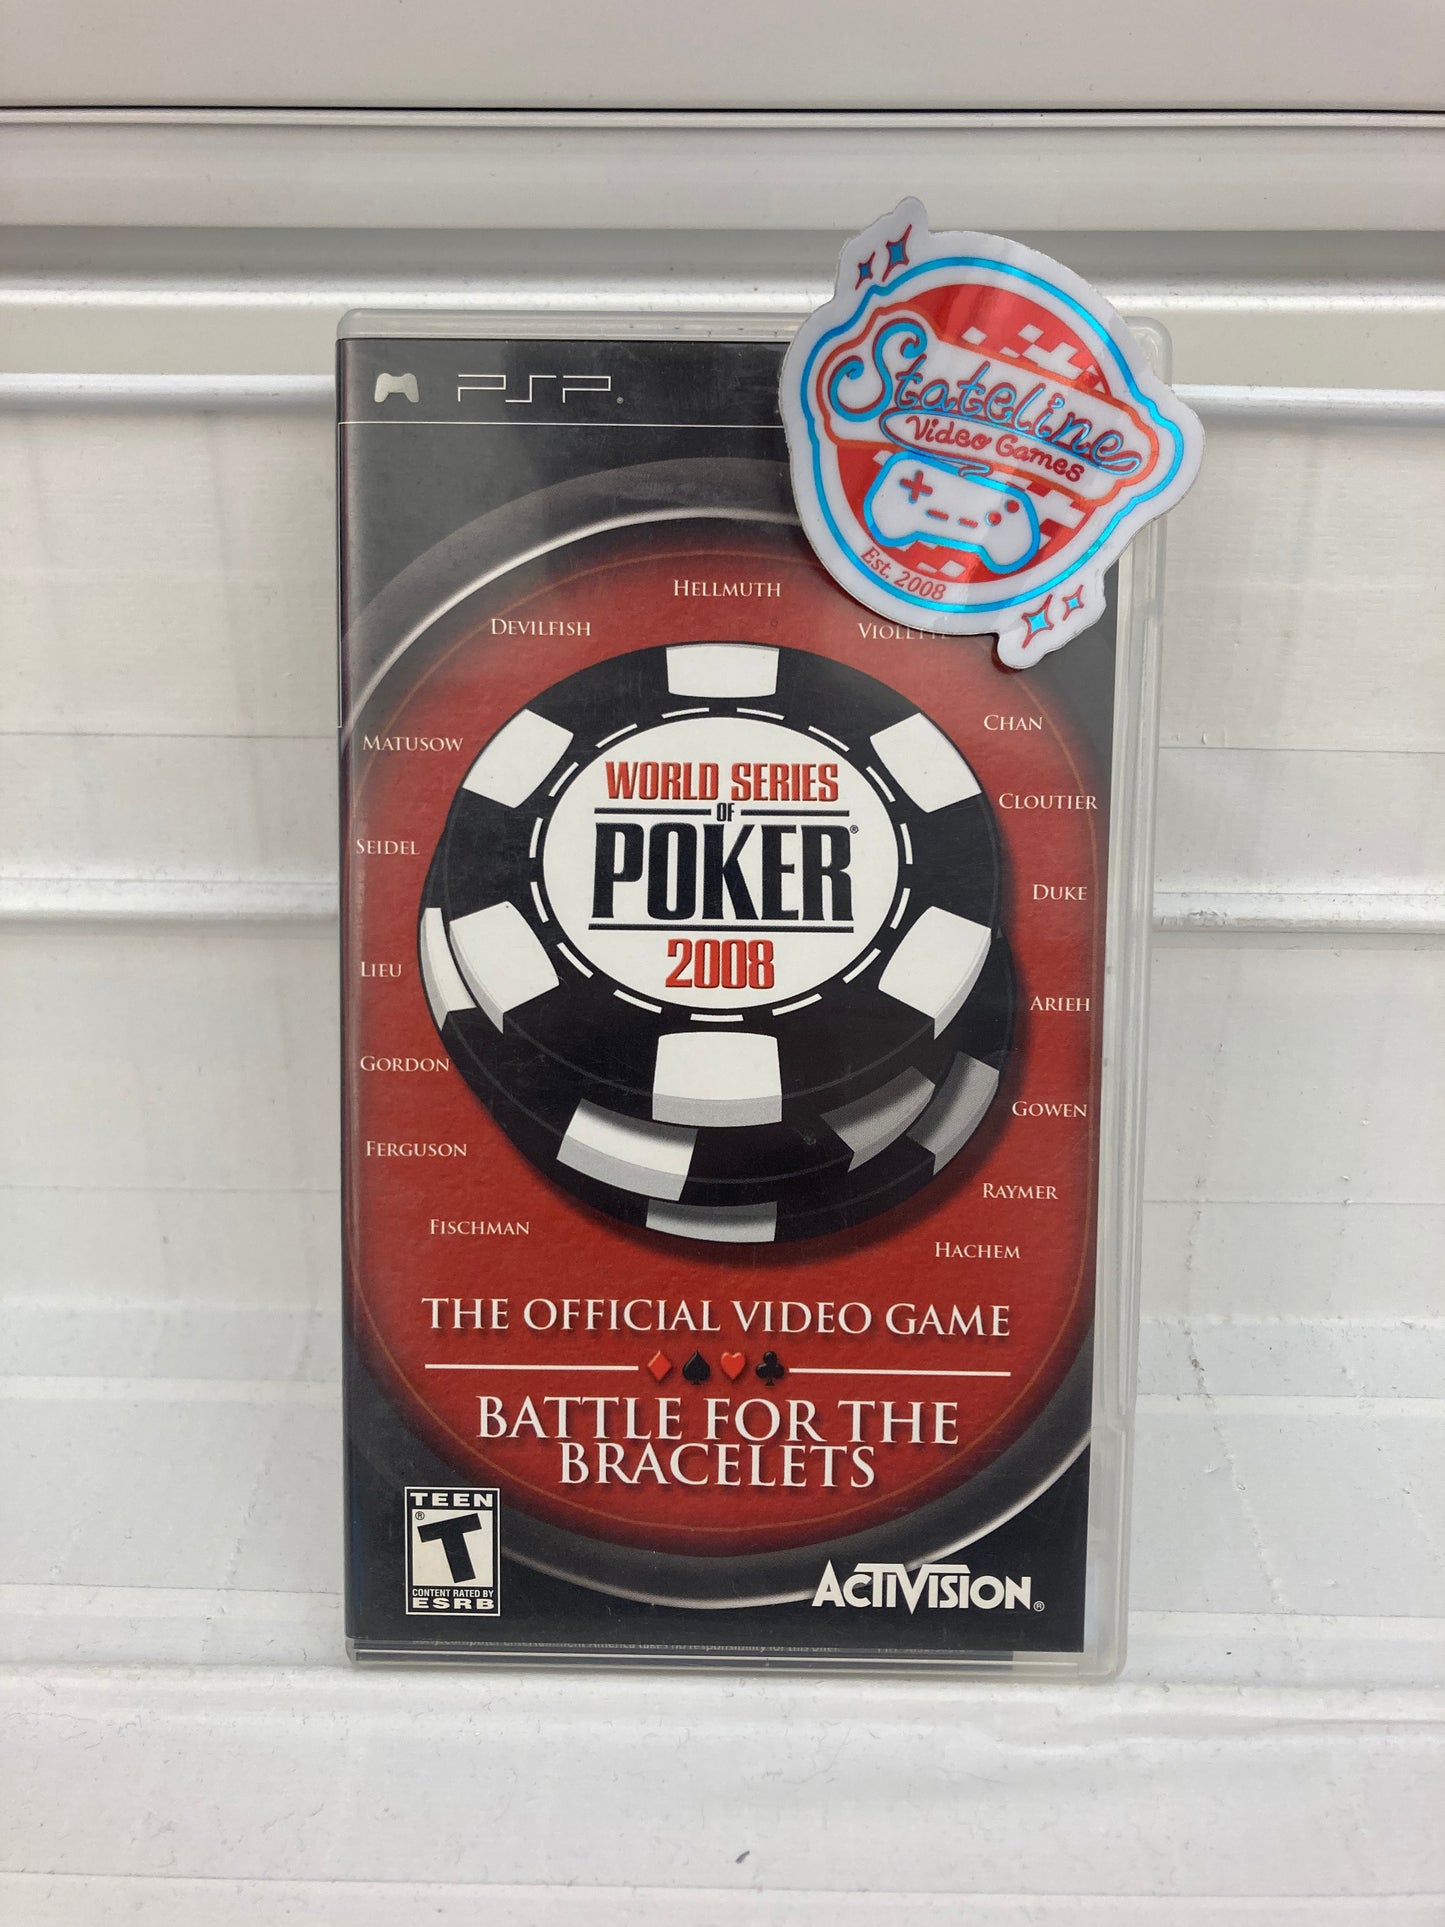 PSP
Stateline
Video Games
Est. 2008
HELLMUTH
DEVILFISH
VIOLETTE
MATUSOW
CHAN
CLOUTIER
SEIDEL
DUKE
LIEU
ARIEH
GORDON
GOWEN
FERGUSON
RAYMER
FISCHMAN
HACHEM
WORLD SERIES
OF
POKER®
2008
THE OFFICIAL VIDEO GAME
BATTLE FOR THE
BRACELETS
TEEN
T
®
CONTENT RATED BY
ESRB
ACTIVISION®